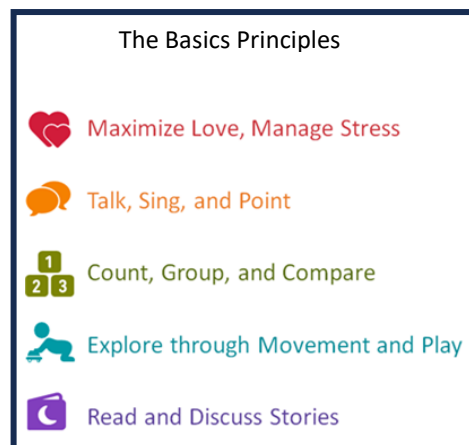 The Basics Principles
Maximize Love, Manage Stress
Talk, Sing, and Point
1
2 3
Count, Group, and Compare
Explore through Movement and Play
Read and Discuss Stories